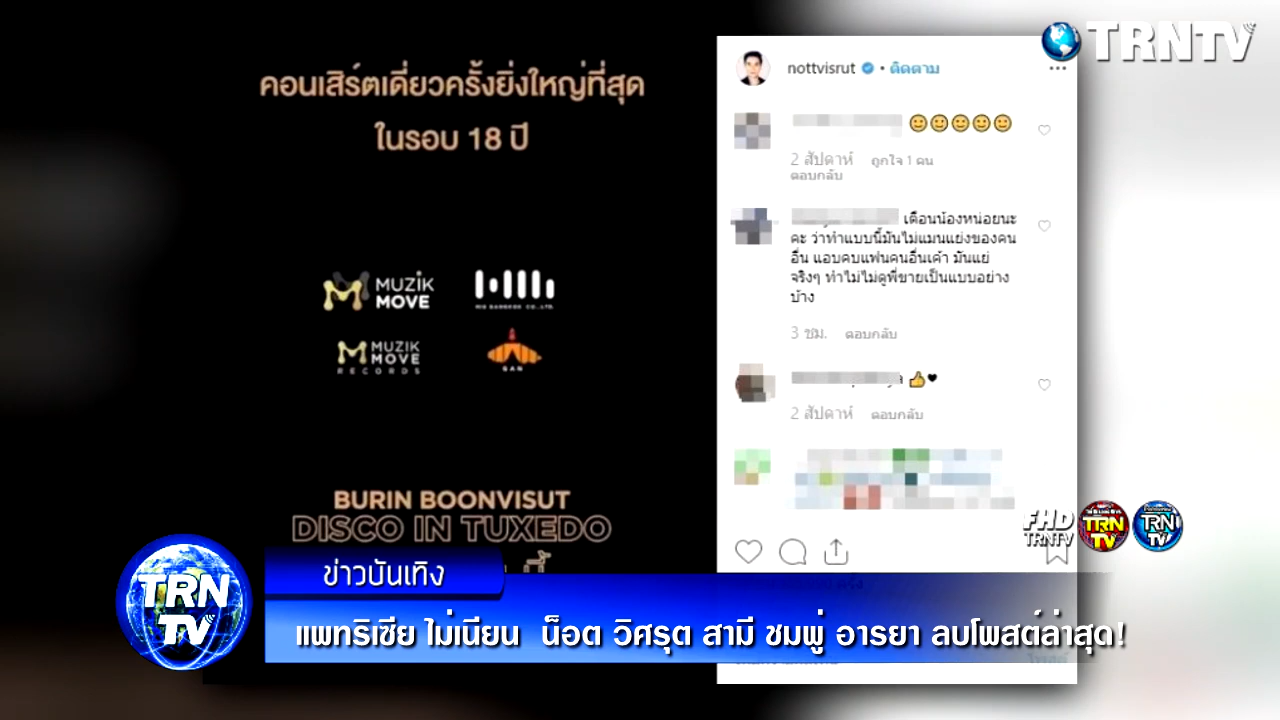 คอนเสิร์ตเดี่ยวครั้งยิ่งใหญ่ที่สุด
ในรอบ 18 ปี
MUZIK
MOVE
MUZIK
MOVE
RECORDS
BURIN BOONVISUT
DISCO IN TUXEDO
TRNTV
nottvisrut • ติดตาม
2 สัปดาห์ ถูกใจ 1 คน
ตอบกลับ
เตือนน้องหน่อยนะ
คะ ว่าทำแบบนี้มันไม่แมนแย่งของคน
อื่น แอบคบแฟนคนอื่นเค้า มันแย่
จริงๆ ทำไม่ไม่ดูพี่ขายเป็นแบบอย่าง
บ้าง
3 ชม. ตอบกลับ
2 สัปดาห์ ตอบกลับ
FHD
TRNTV
TRN
TV
TRN
TV
TRN
TV
ข่าวบันเทิง
แพทริเซีย ไม่เนียน น็อต วิศรุต สามี ชมพู่ อารยา ลบโพสต์ล่าสุด!